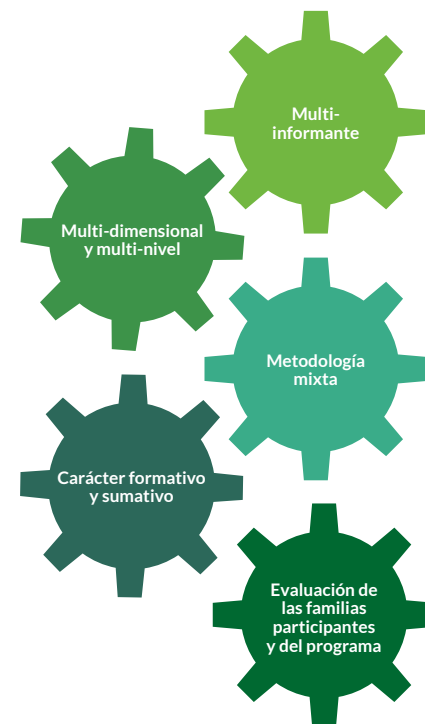 Multi-
informante
Multi-dimensional
y multi-nivel
Metodología
mixta
Carácter formativo
y sumativo
Evaluación de
las familias
participantes
y del programa